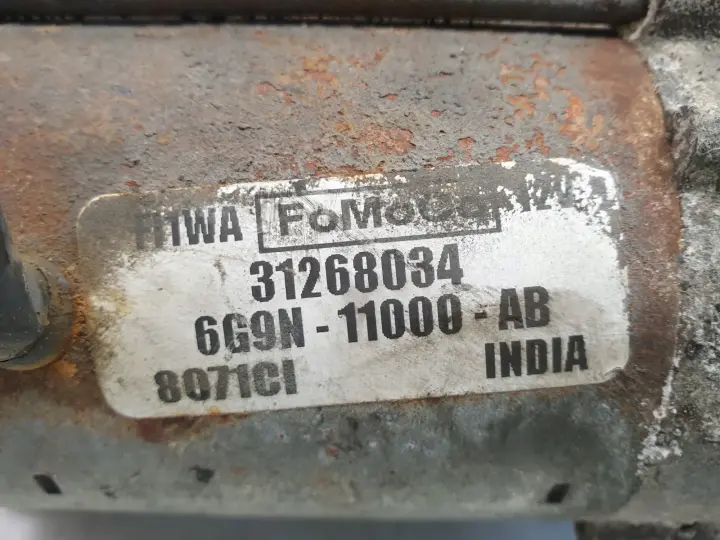 FoMoCo
31268034
6G9N - 11000 - AB
8071CI INDIA